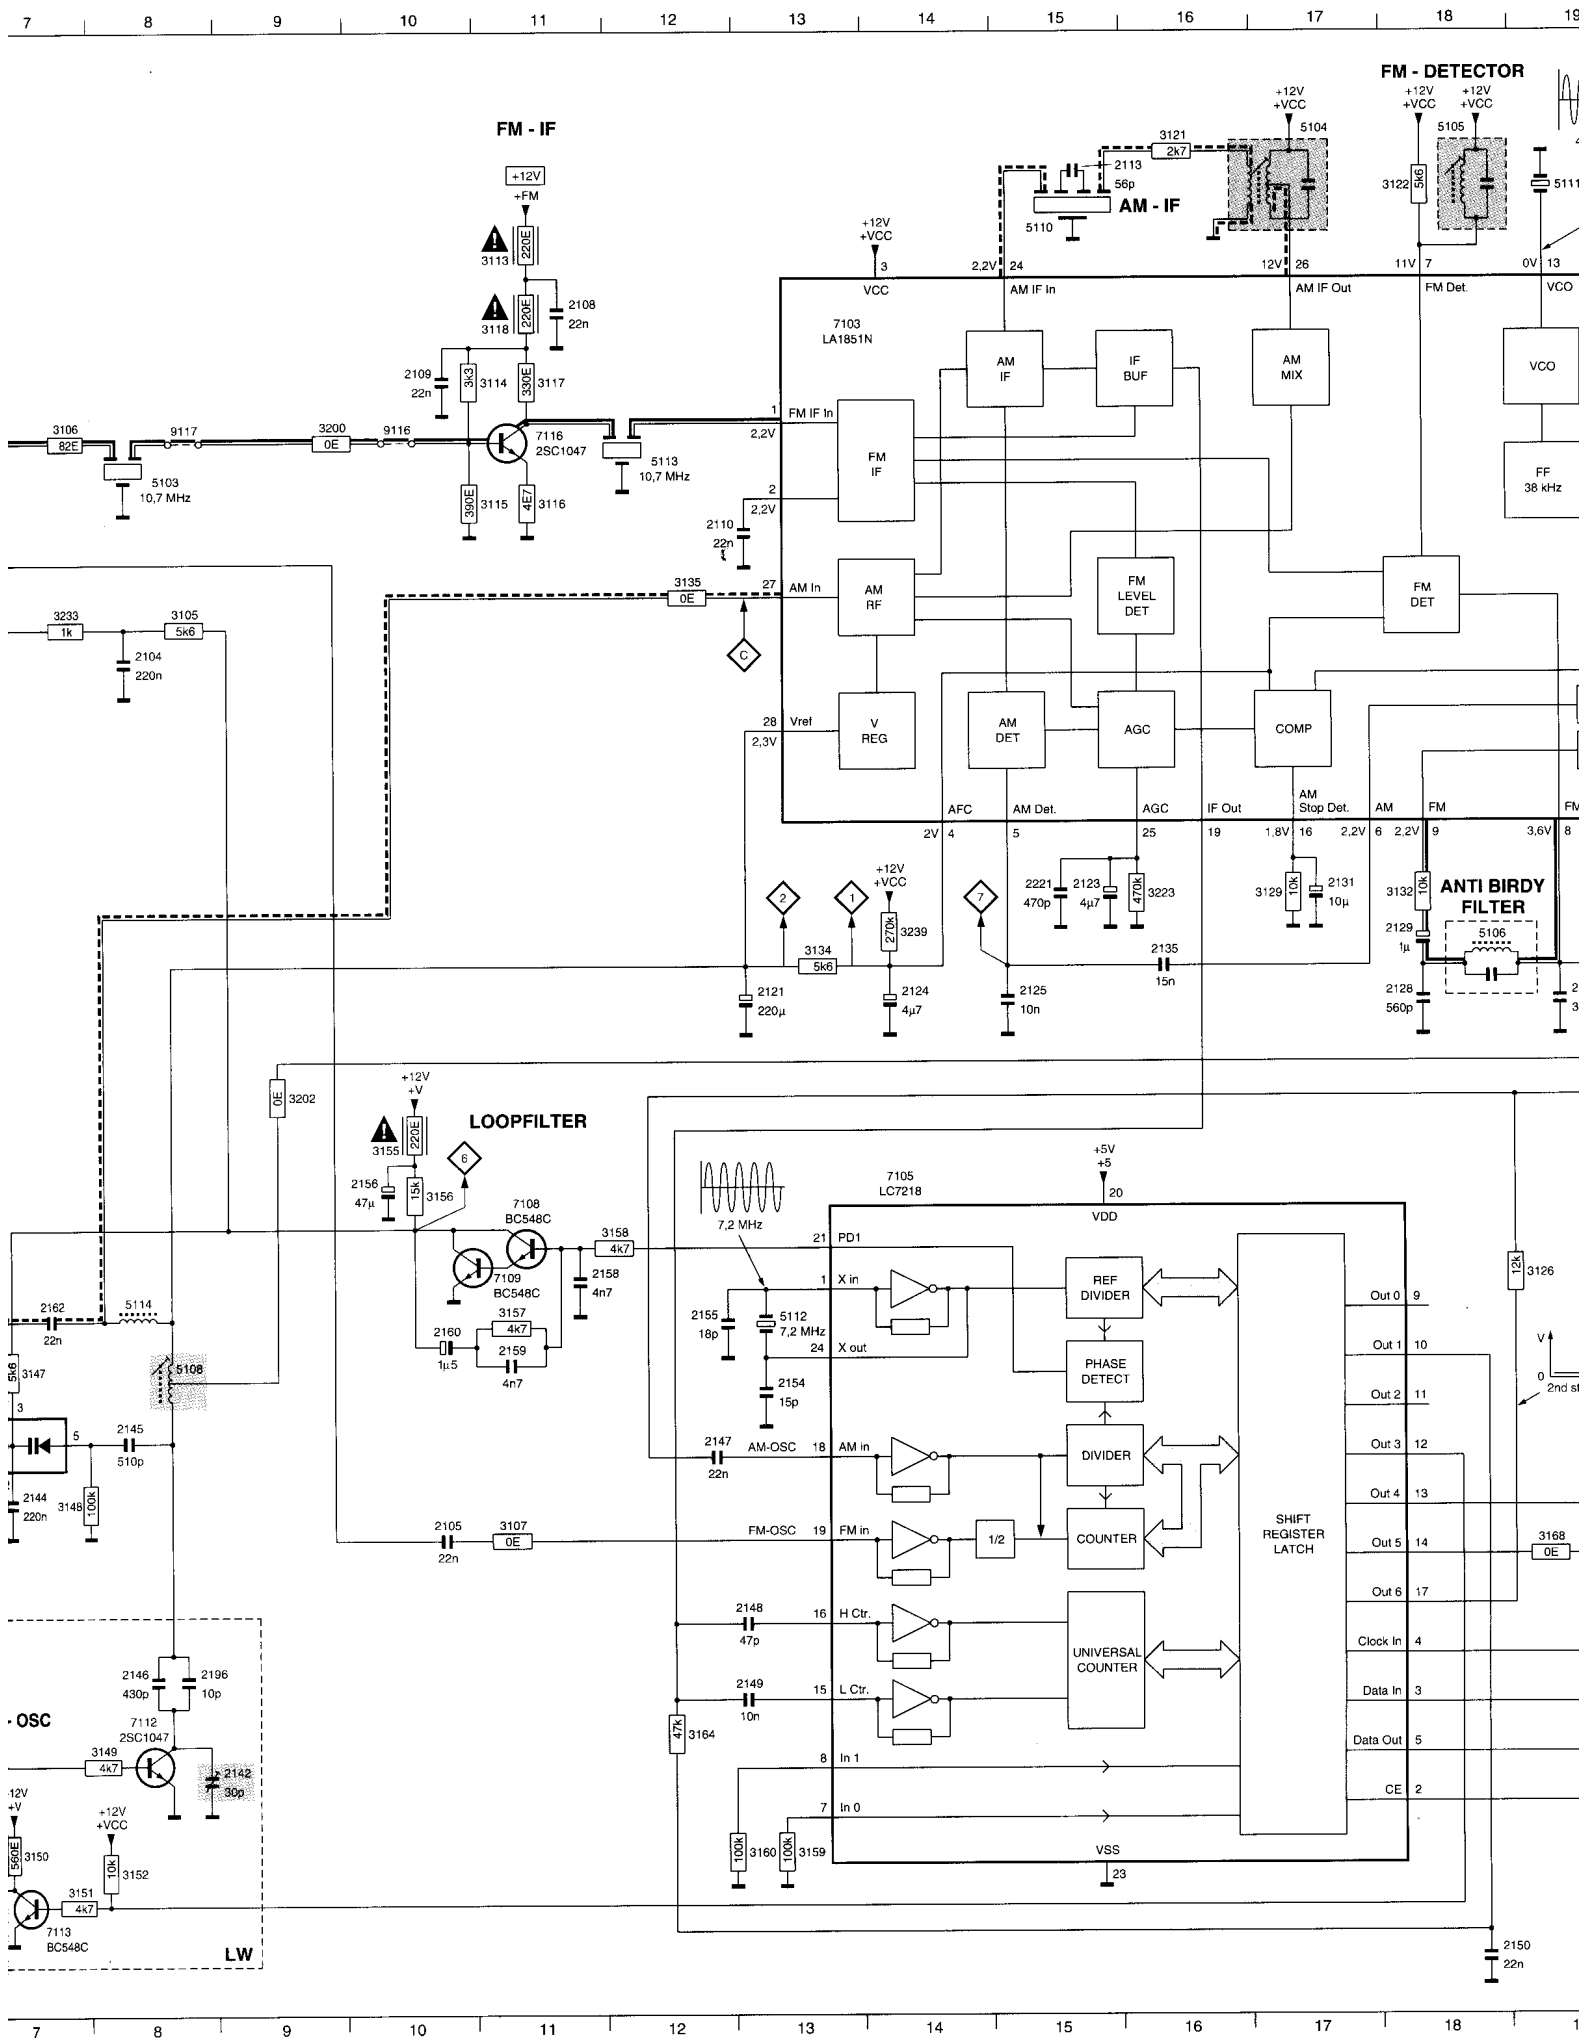 7 8 9 10 11 12 13 14 15 16 17 18 19
FM - DETECTOR
+12V +12V +12V
+VCC +VCC +VCC
5104
5105
FM - IF
3121
2k7
2113
56p
+12V
+FM
3122
5k6
5111
AM - IF
5110
220E
3113
+12V
+VCC
3
2,2V 24
12V 26
11V 7
0V 13
VCC
AM IF In
AM IF Out
FM Det.
VCO
220E
3118
2108
22n
7103
LA1851N
AM
IF
IF
BUF
AM
MIX
VCO
2109
22n
3k3
3114
330E
3117
1
FM IF In
2,2V
3106
82E
9117
3200
0E
9116
7116
2SC1047
5113
10,7 MHz
FM
IF
FF
38 kHz
5103
10,7 MHz
390E
3115
4E7
3116
2
2,2V
2110
22n
3135
0E
27
AM In
AM
RF
FM
LEVEL
DET
FM
DET
3233
1k
3105
5k6
C
2104
220n
28
Vref
2,3V
V
REG
AM
DET
AGC
COMP
AFC
AM Det.
AGC
IF Out
AM
Stop Det.
AM
FM
FM
2V 4
5
25
19
1,8V 16
2,2V 6
2,2V 9
3,6V 8
2
1
+12V
+VCC
7
270k
3239
2221
470p
2123
4µ7
470k
3223
3129
10k
2131
10µ
3132
10k
ANTI BIRDY
FILTER
5106
2129
1µ
3134
5k6
2135
15n
2121
220µ
2124
4µ7
2125
10n
2128
560p
2
3
0E
3202
+12V
+V
LOOPFILTER
3155
220E
6
2156
47µ
15k
3156
7108
BC548C
3158
4k7
7,2 MHz
7105
LC7218
+5V
+5
20
VDD
7109
BC548C
2158
4n7
21 PD1
1 X in
REF
DIVIDER
12k
3126
Out 0 9
2162
22n
5114
2160
1µ5
3157
4k7
2159
4n7
2155
18p
5112
7,2 MHz
24 X out
PHASE
DETECT
Out 1 10
V
0
2nd st
5k6
3147
5108
2154
15p
Out 2 11
3
5
2145
510p
2147
22n
AM-OSC 18 AM in
DIVIDER
Out 3 12
2144
220n
3148
100k
Out 4 13
2105
22n
3107
0E
FM-OSC 19 FM in
1/2
COUNTER
SHIFT
REGISTER
LATCH
Out 5 14
3168
0E
Out 6 17
2148
47p
16 H Ctr.
UNIVERSAL
COUNTER
Clock In 4
2146
430p
2196
10p
2149
10n
15 L Ctr.
Data In 3
- OSC
7112
2SC1047
47k
3164
Data Out 5
3149
4k7
2142
30p
8 In 1
CE 2
12V
+V
+12V
+VCC
7 In 0
560E
3150
10k
3152
100k
3160
100k
3159
VSS
23
3151
4k7
7113
BC548C
LW
2150
22n
7 8 9 10 11 12 13 14 15 16 17 18 1